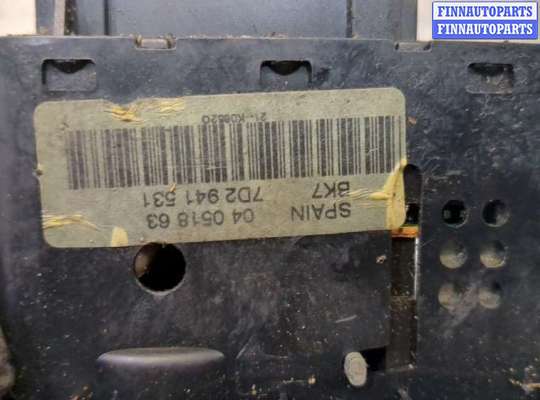 FINNAUTOPARTS
FINNAUTOPARTS
SPAIN 04 0518 63
BK7 7D2 941 531